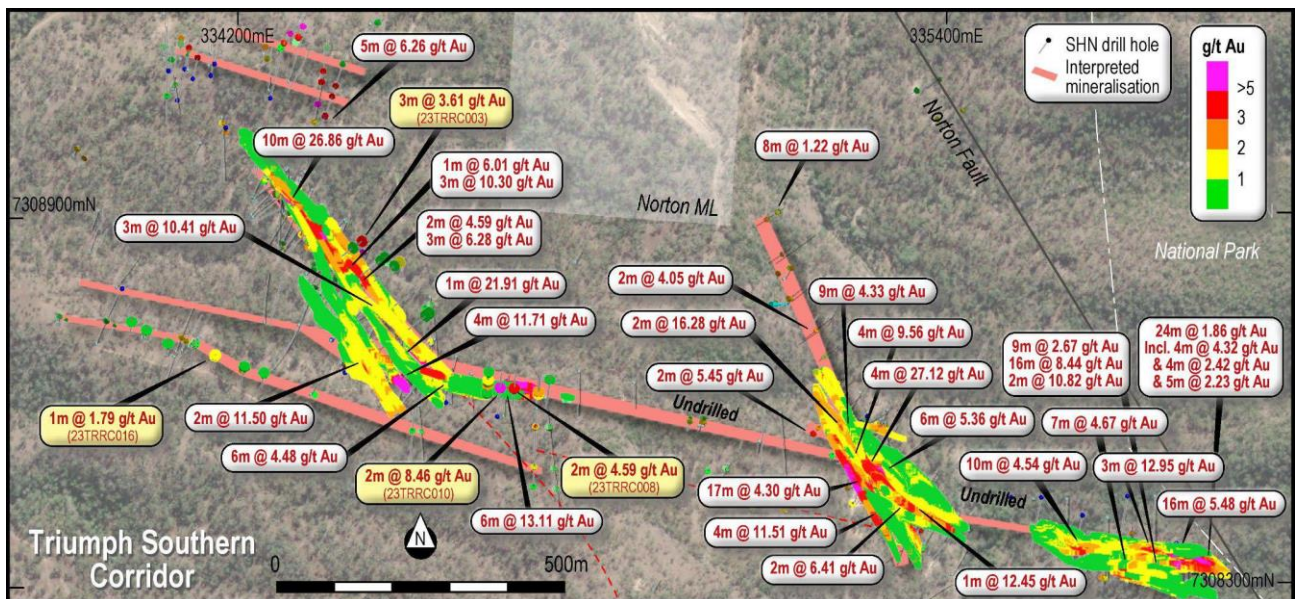 334200mE
335400mE
5m @ 6.26 g/t Au
SHN drill hole
Interpreted
mineralisation
g/t Au
>5
3
2
1
3m @ 3.61 g/t Au
(23TRRC003)
10m @ 26.86 g/t Au
1m @ 6.01 g/t Au
3m @ 10.30 g/t Au
8m @ 1.22 g/t Au
Norton Fault
7308900mN
Norton ML
3m @ 10.41 g/t Au
2m @ 4.59 g/t Au
3m @ 6.28 g/t Au
National Park
1m @ 21.91 g/t Au
2m @ 4.05 g/t Au
9m @ 4.33 g/t Au
4m @ 11.71 g/t Au
2m @ 16.28 g/t Au
4m @ 9.56 g/t Au
9m @ 2.67 g/t Au
16m @ 8.44 g/t Au
2m @ 10.82 g/t Au
24m @ 1.86 g/t Au
Incl. 4m @ 4.32 g/t Au
& 4m @ 2.42 g/t Au
& 5m @ 2.23 g/t Au
2m @ 5.45 g/t Au
4m @ 27.12 g/t Au
Undrilled
1m @ 1.79 g/t Au
(23TRRC016)
2m @ 11.50 g/t Au
6m @ 5.36 g/t Au
7m @ 4.67 g/t Au
6m @ 4.48 g/t Au
2m @ 8.46 g/t Au
(23TRRC010)
2m @ 4.59 g/t Au
(23TRRC008)
10m @ 4.54 g/t Au
3m @ 12.95 g/t Au
17m @ 4.30 g/t Au
Undrilled
16m @ 5.48 g/t Au
6m @ 13.11 g/t Au
4m @ 11.51 g/t Au
Triumph Southern
Corridor
N
500m
0
2m @ 6.41 g/t Au
1m @ 12.45 g/t Au
7308300mN